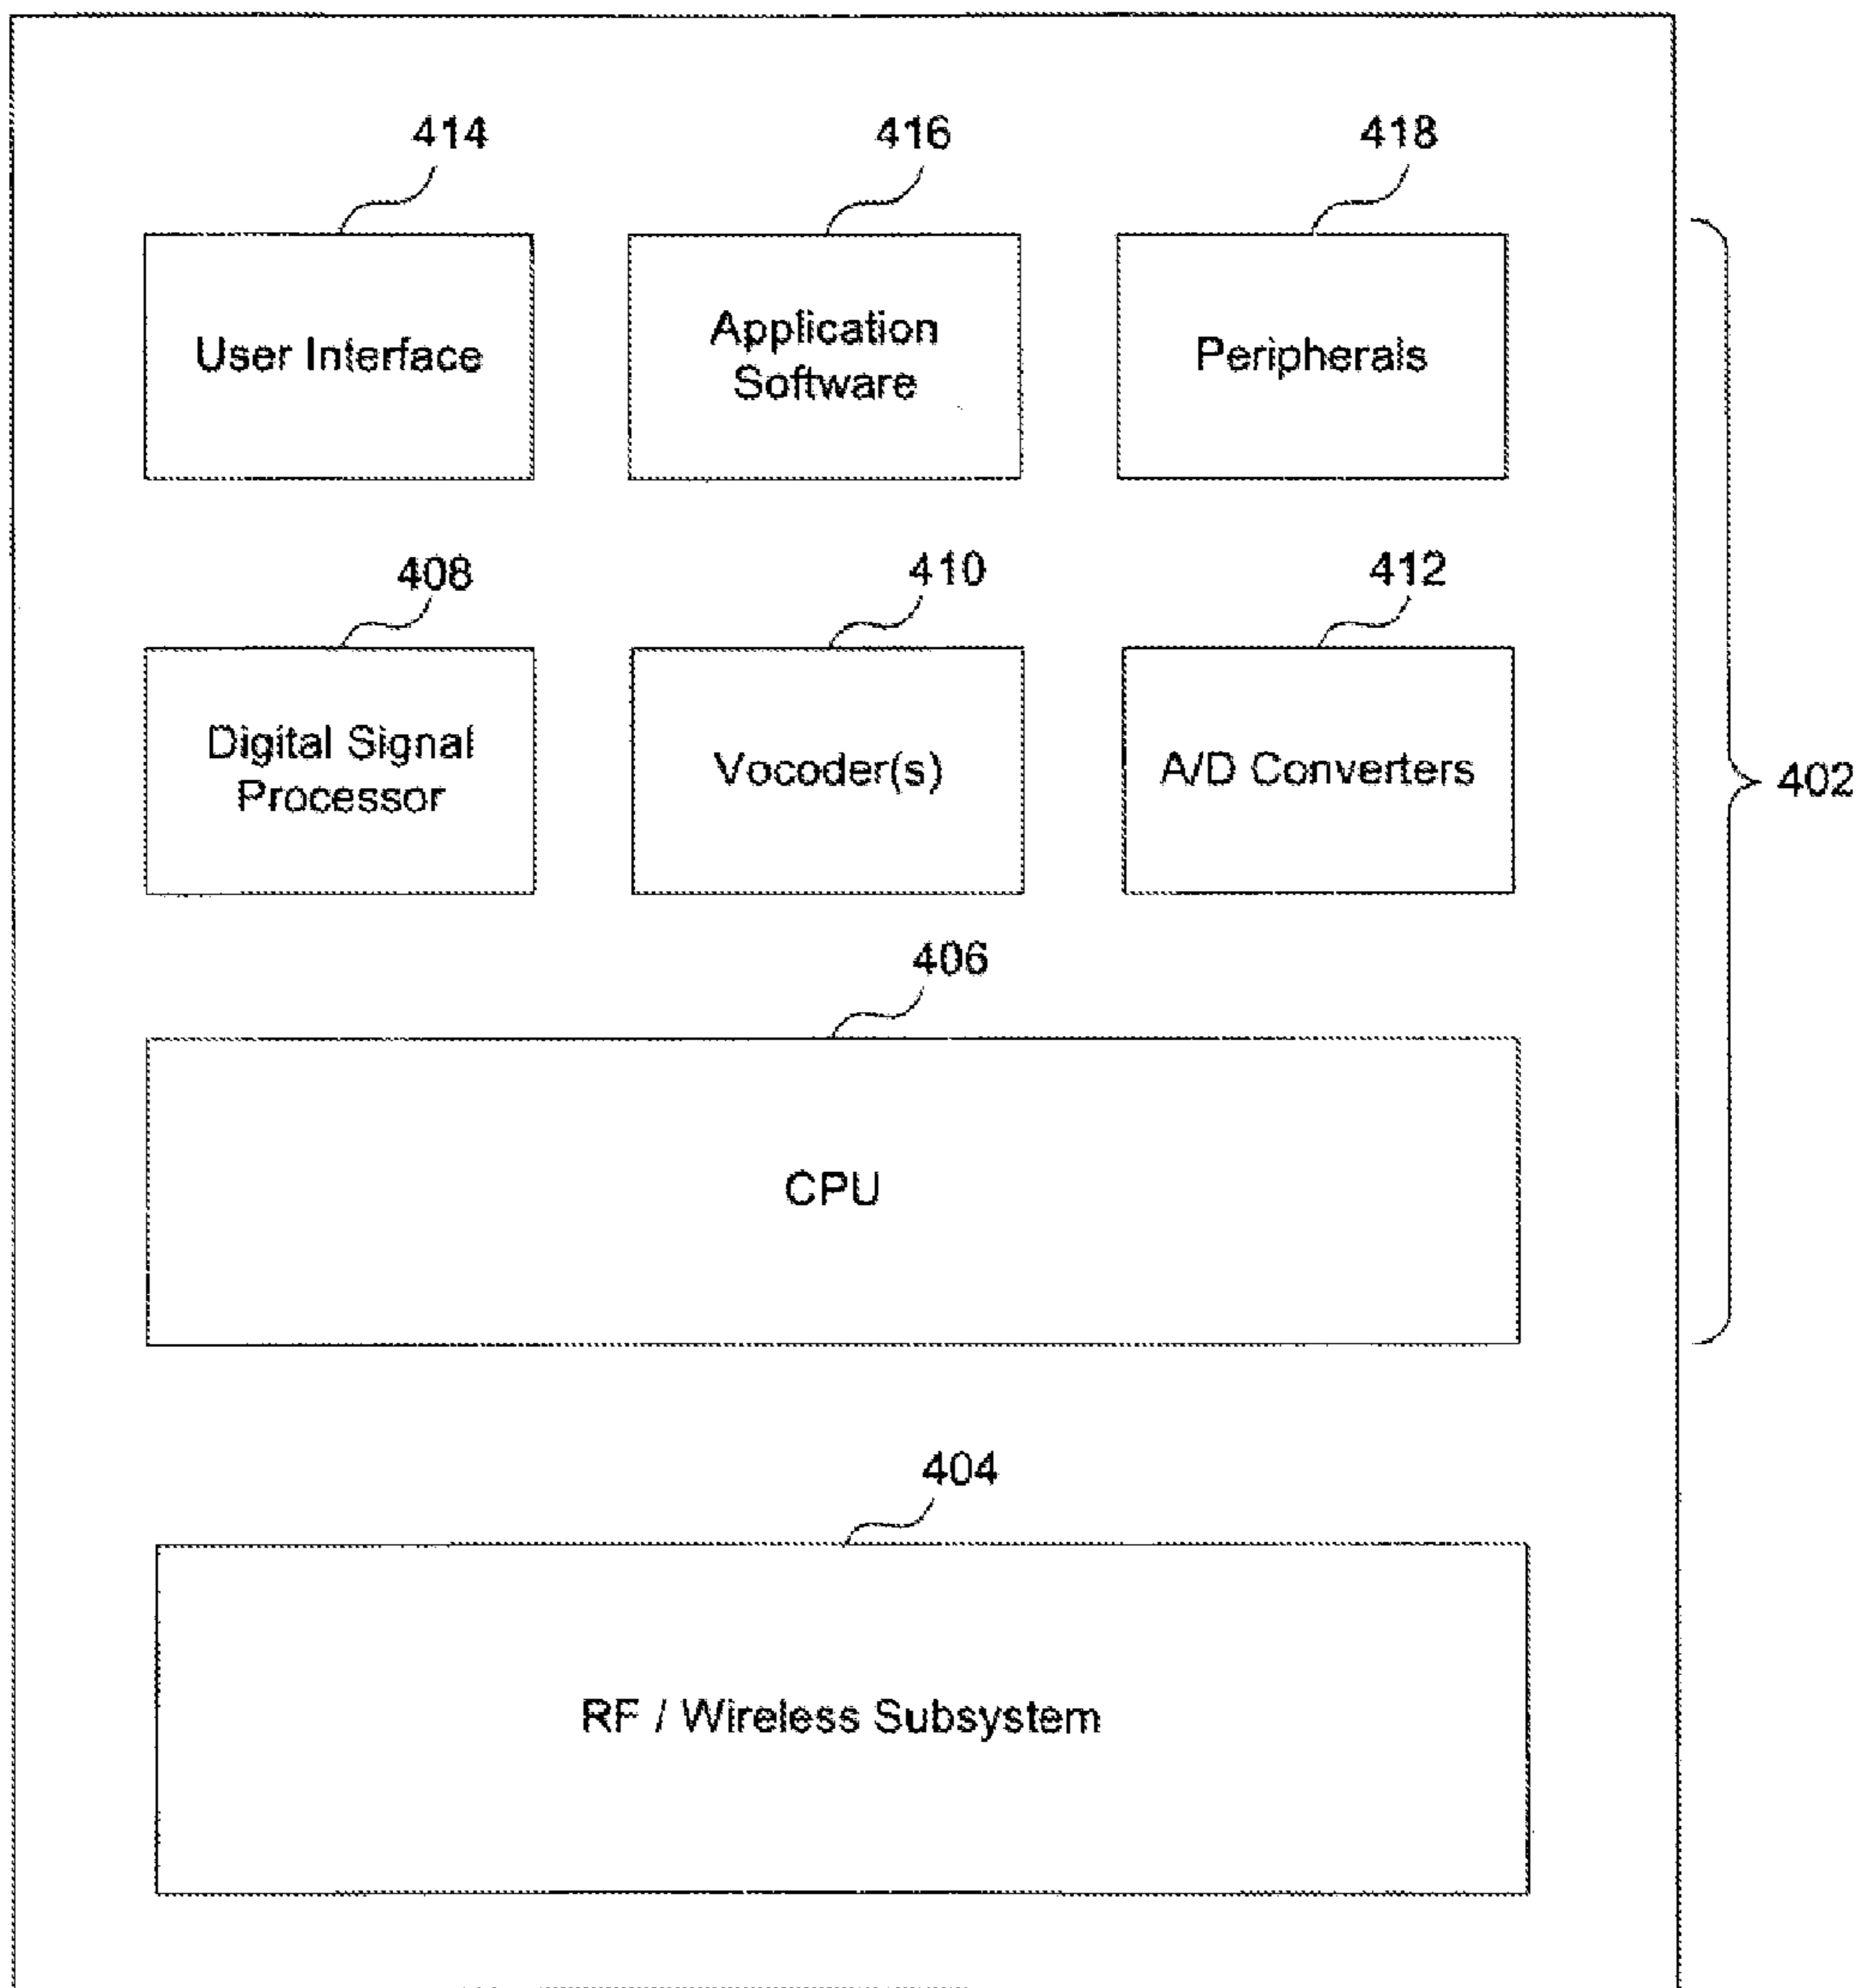 414 416 418
User Interface
Application
Software
Peripherals
408 410 412
Digital Signal
Processor
Vocoder(s)
A/D Converters
402
406
CPU
404
RF / Wireless Subsystem